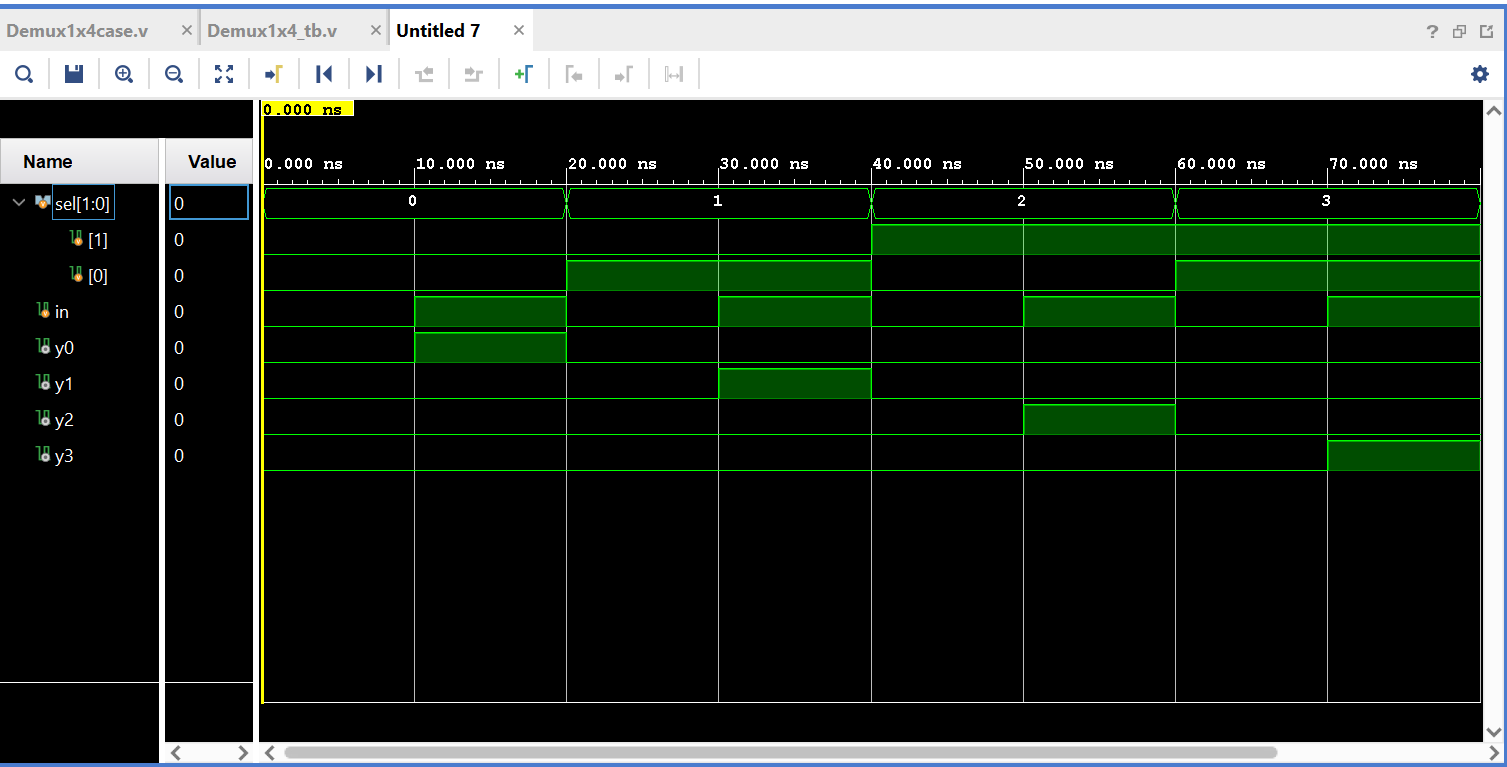 Demux1x4case.v × Demux1x4_tb.v × Untitled 7 × ?
0.000 ns
Name Value 0.000 ns 10.000 ns 20.000 ns 30.000 ns 40.000 ns 50.000 ns 60.000 ns 70.000 ns
sel[1:0] 0 0 1 2 3
[1] 0
[0] 0
in 0
y0 0
y1 0
y2 0
y3 0